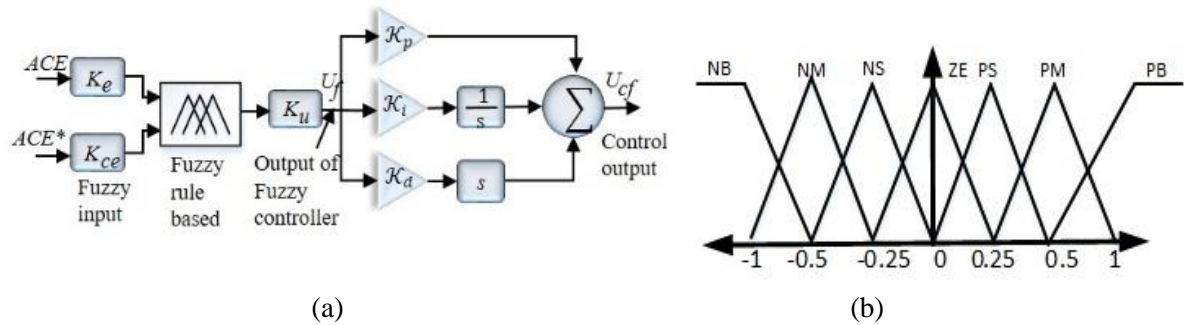 ACE
K_e
ACE*
K_ce
Fuzzy
input
Fuzzy
rule
based
K_u
U_f
Output of
Fuzzy
controller
K_p
K_i
K_d
1/s
s
∑
U_cf
Control
output
(a)
NB NM NS ZE PS PM PB
-1 -0.5 -0.25 0 0.25 0.5 1
(b)